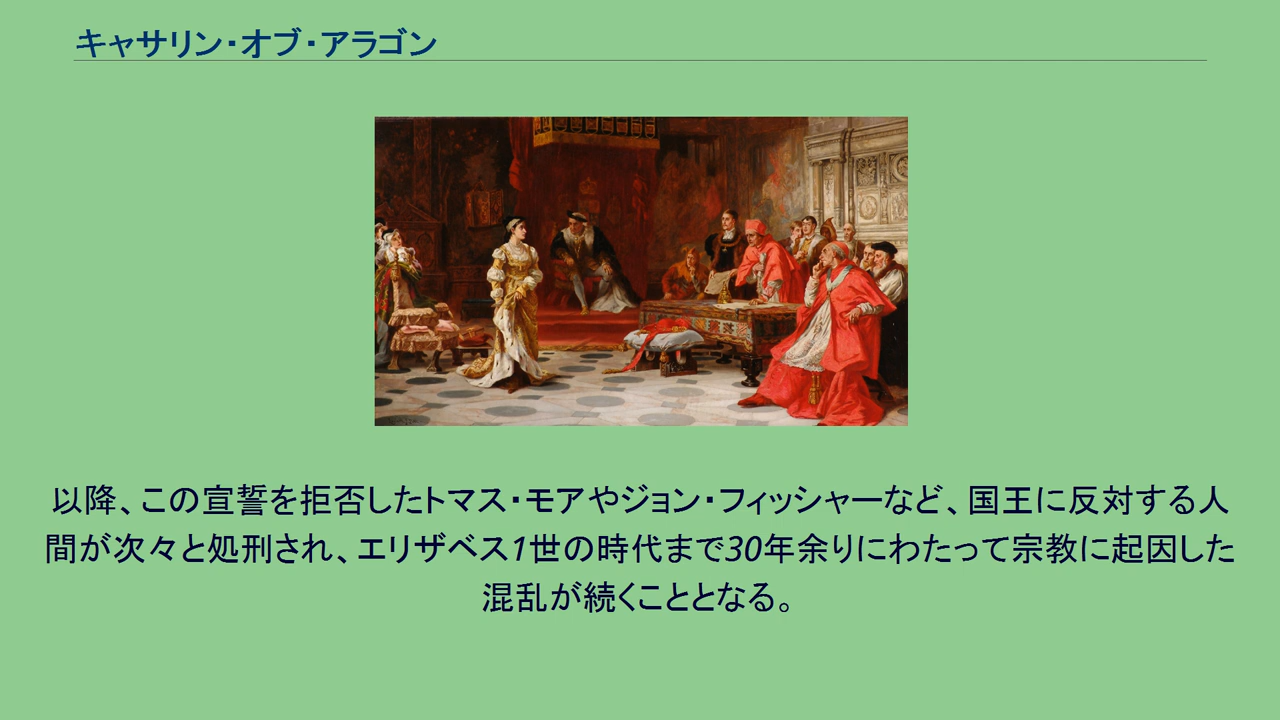 キャサリン・オブ・アラゴン
以降、この宣誓を拒否したトマス・モアやジョン・フィッシャーなど、国王に反対する人
間が次々と処刑され、エリザベス1世の時代まで30年余りにわたって宗教に起因した
混乱が続くこととなる。